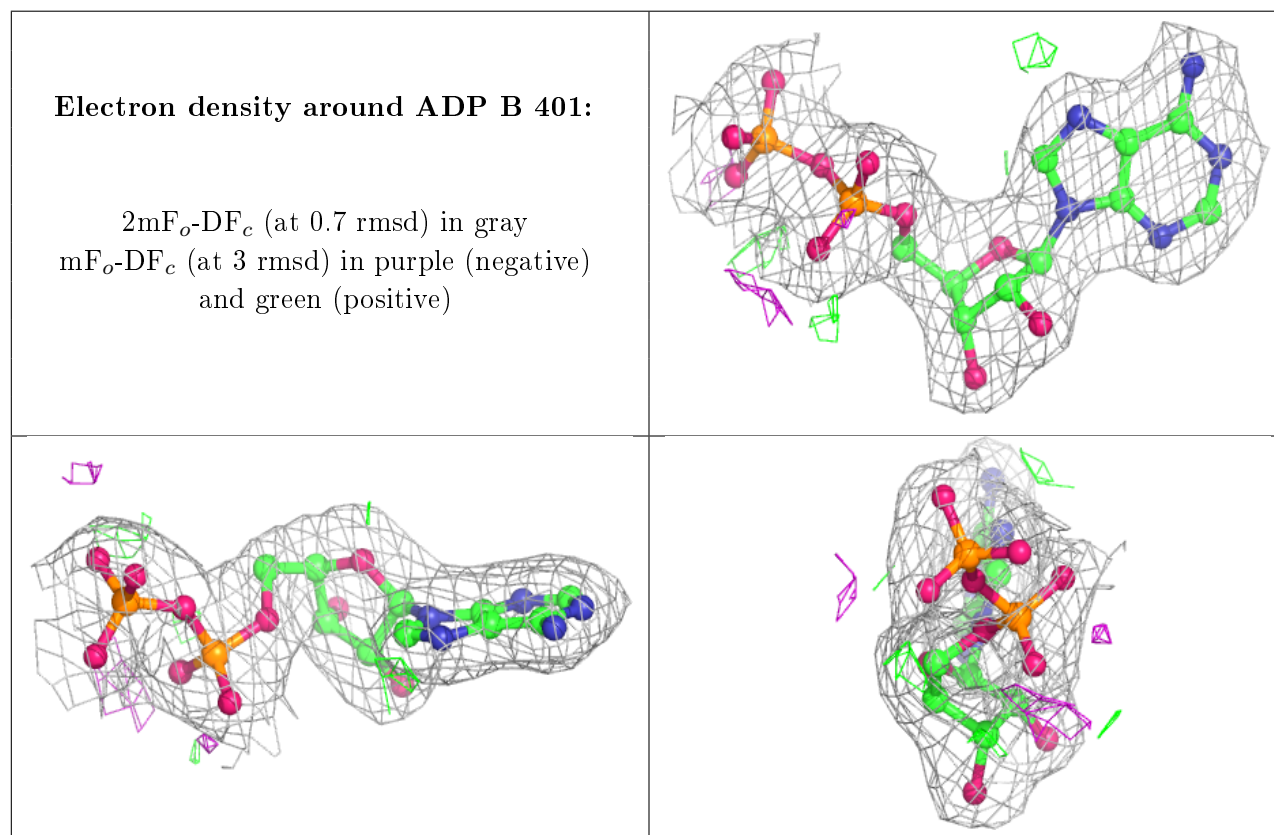 Electron density around ADP B 401:
2mFₒ-DF𝑐 (at 0.7 rmsd) in gray
mFₒ-DF𝑐 (at 3 rmsd) in purple (negative)
and green (positive)